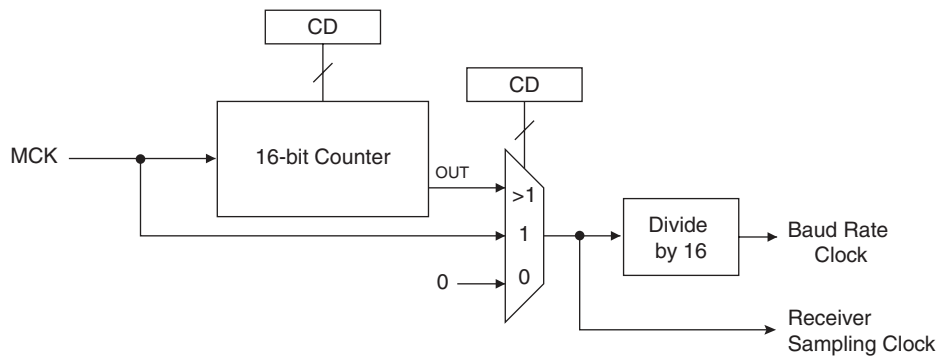 CD
CD
MCK
16-bit Counter
OUT
>1
1
0
0
Divide
by 16
Baud Rate
Clock
Receiver
Sampling Clock